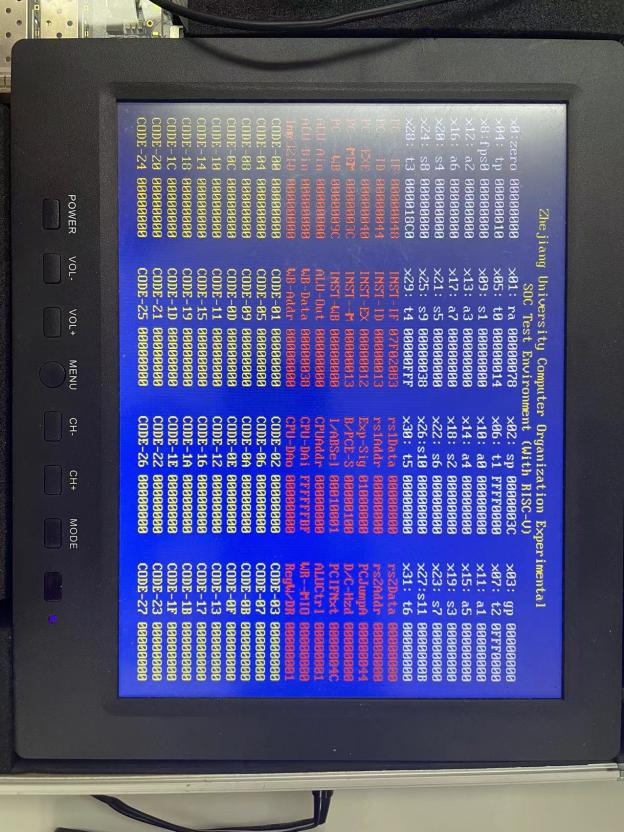 Zhejiang University Computer Organization Experimental
SOC Test Environment (With RISC-V)
x0:zero 00000000 x01: ra 00000078 x02: sp 0000003C x03: gp 00000000
x04: tp 00000010 x05: t0 00000014 x06: t1 FFFF0000 x07: t2 0FFF0000
x8:fps0 00000000 x09: s1 00000000 x10: a0 00000000 x11: a1 00000000
x12: a2 00000000 x13: a3 00000000 x14: a4 00000000 x15: a5 00000000
x16: a6 00000000 x17: a7 00000000 x18: s2 00000000 x19: s3 00000000
x20: s4 00000000 x21: s5 00000000 x22: s6 00000000 x23: s7 00000000
x24: s8 00000000 x25: s9 00000038 x26:s10 00000000 x27:s11 0000000B
x28: t3 000018C0 x29: t4 00000FFF x30: t5 00000000 x31: t6 00000000
PC--IF 00000048 INST-IF 07F02083 rs1Data 00000000 rs2Data 00000000
PC--ID 00000044 INST-ID 00000013 rs1Addr 00000000 rs2Addr 00000000
PC-EXE 00000040 INST-EX Exp-Sig 01001000 PCJump0 00000044
PC-MEM 0000003C INST--M 00000013 B/PCE-S 00000100 D/C-Hzd 00000000
PC--WB INST-WB 00000000 I/ABSel 00010001 PCIFNxt 0000004C
ALU-Ain 00000000 ALU-Out 00000000 CPUAddr 00000000 ALUCtrl 00000001
ALU-Bin 00000000 WB-Data 00000038 CPU-DAi FFFFFFBF WR--MIO 00000000
Imm32ID 00000000 WB-Addr 00000000 CPU-DAo 00000000 RegW/DR
CODE-00 00000000 CODE-01 00000000 CODE-02 00000000 CODE-03 00000000
CODE-04 00000000 CODE-05 00000000 CODE-06 00000000 CODE-07 00000000
CODE-08 00000000 CODE-09 00000000 CODE-0A 00000000 CODE-0B 00000000
CODE-0C 00000000 CODE-0D 00000000 CODE-0E 00000000 CODE-0F 00000000
CODE-10 00000000 CODE-11 00000000 CODE-12 00000000 CODE-13 00000000
CODE-14 00000000 CODE-15 00000000 CODE-16 00000000 CODE-17 00000000
CODE-18 00000000 CODE-19 00000000 CODE-1A 00000000 CODE-1B 00000000
CODE-1C 00000000 CODE-1D 00000000 CODE-1E 00000000 CODE-1F 00000000
CODE-20 00000000 CODE-21 00000000 CODE-22 00000000 CODE-23 00000000
CODE-24 00000000 CODE-25 00000000 CODE-26 00000000 CODE-27 00000000
POWER VOL- VOL+ MENU CH- CH+ MODE